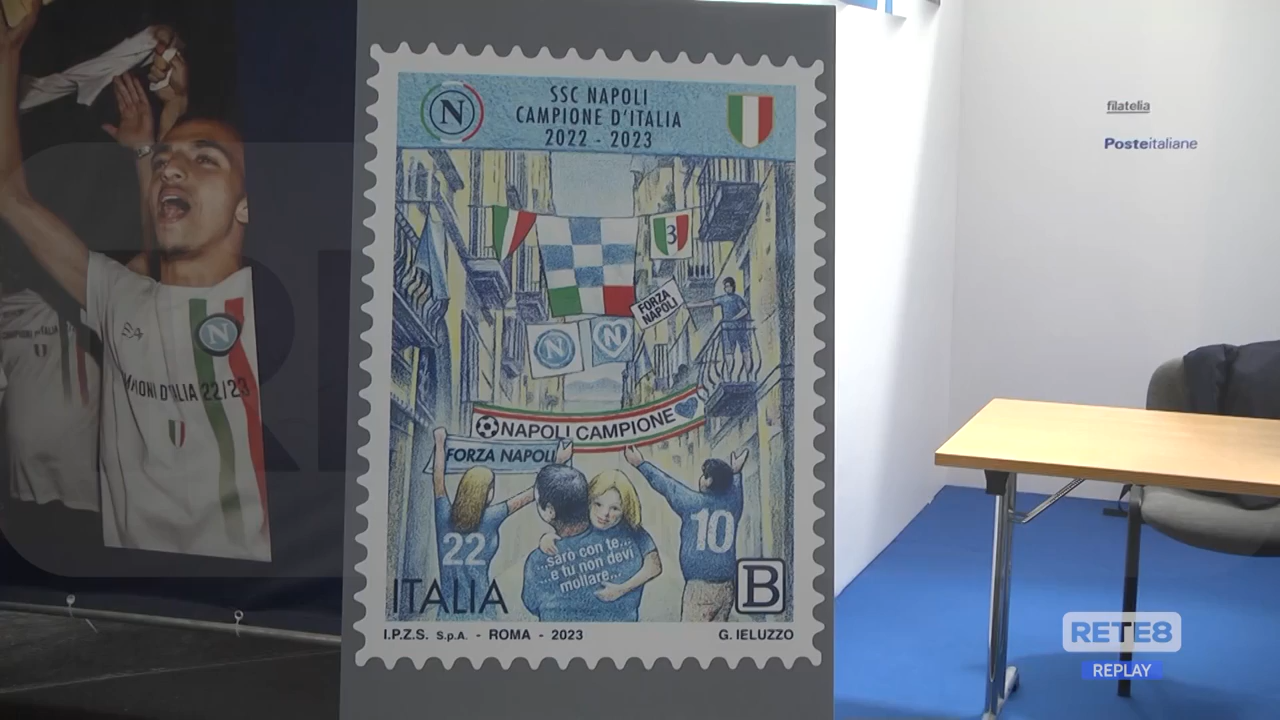 N
SSC NAPOLI
CAMPIONE D'ITALIA
2022 - 2023
3
FORZA
NAPOLI
N
N
NAPOLI CAMPIONE
FORZA NAPOLI
22
10
...sarò con te...
...e tu non devi
mollare...
ITALIA
B
I.P.Z.S. S.p.A. - ROMA - 2023
G. IELUZZO
N
D'ITALIA 22/23
filatelia
Posteitaliane
RETE8
REPLAY